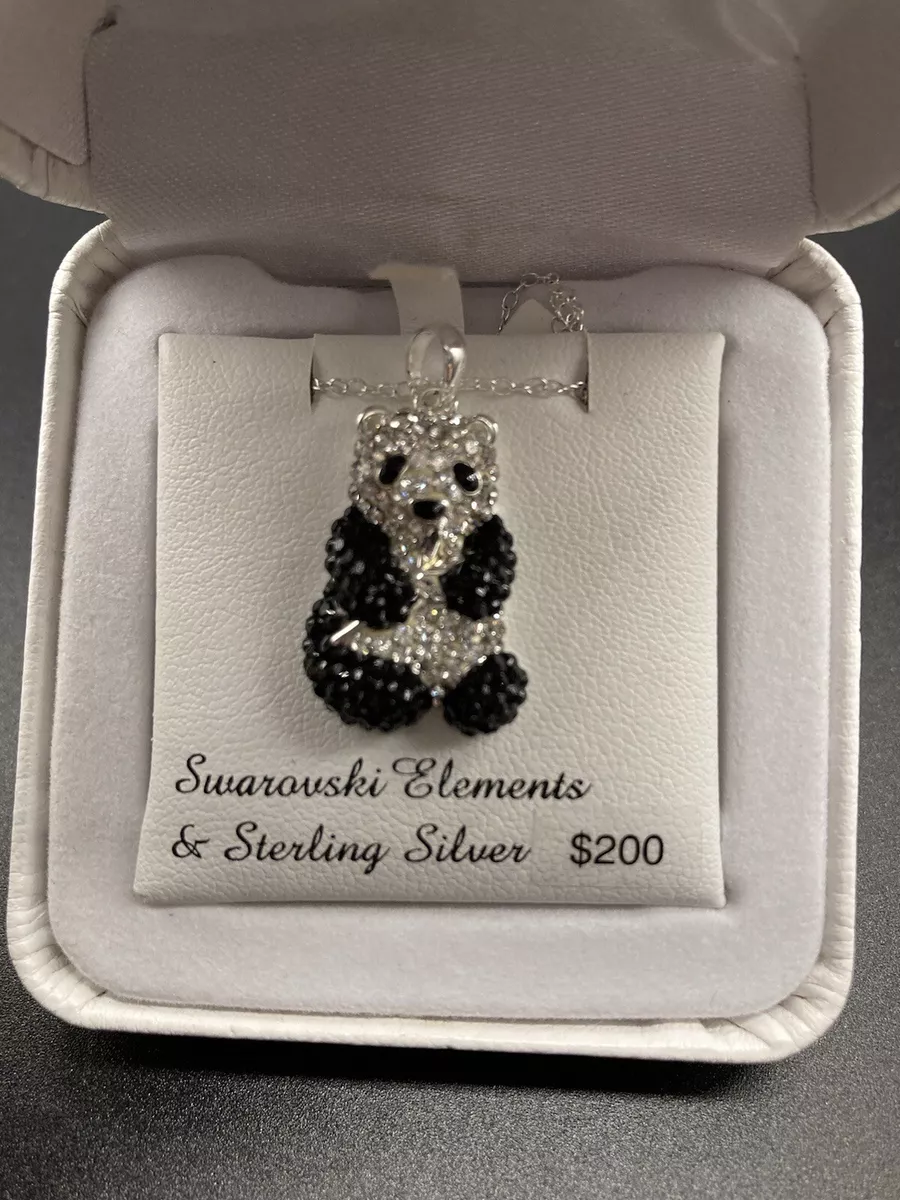 Swarovski Elements
& Sterling Silver $200